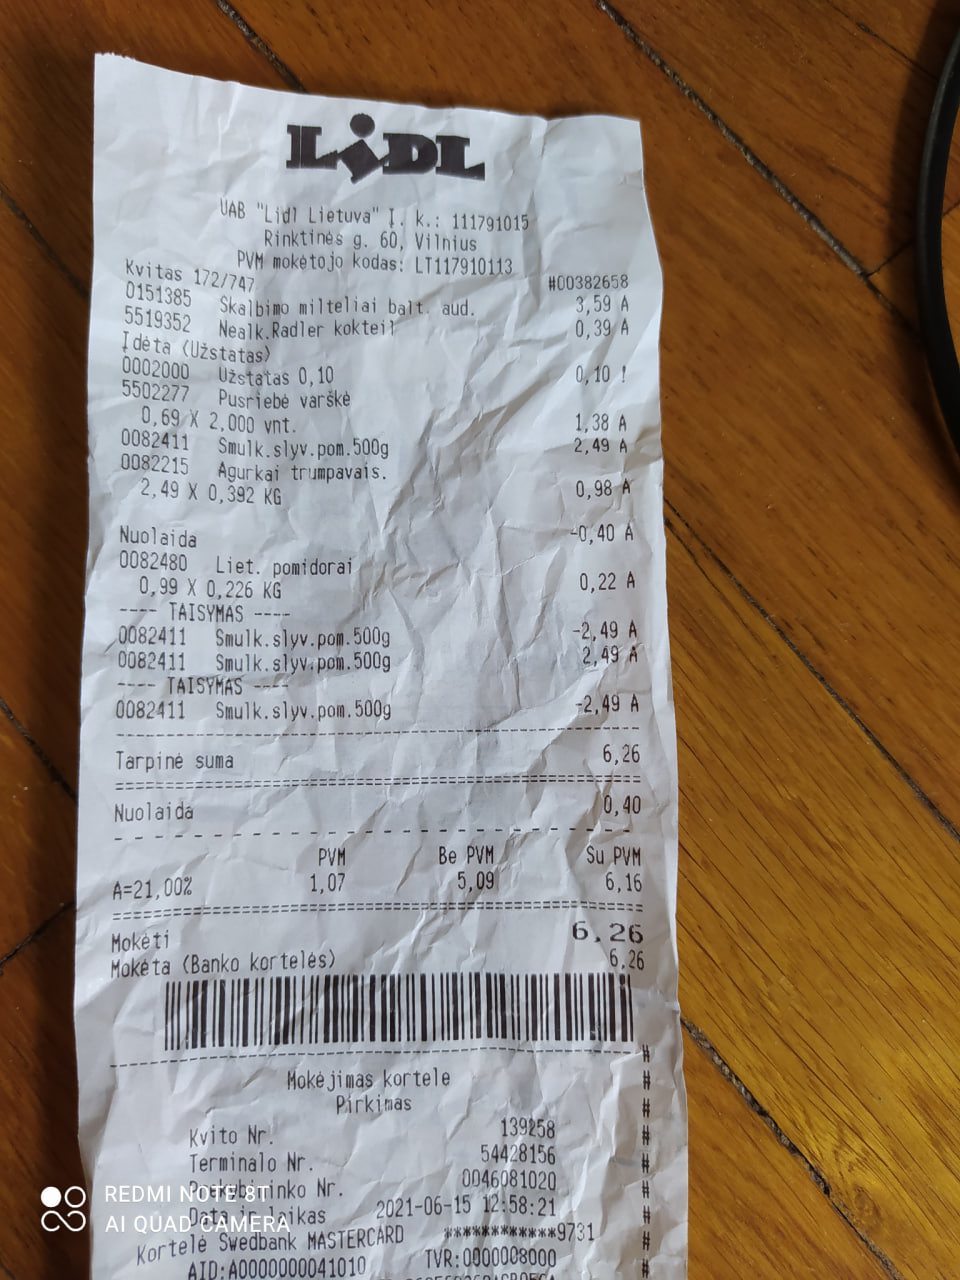 LiDL
UAB "Lidl Lietuva" Į. k.: 111791015
Rinktinės g. 60, Vilnius
PVM mokėtojo kodas: LT117910113
Kvitas 172/747 #00382658
0151385 Skalbimo milteliai balt. aud. 3,59 A
5519352 Nealk.Radler kokteil 0,39 A
Įdėta (Užstatas)
0002000 Užstatas 0,10 0,10 !
5502277 Pusriebė varškė
0,69 X 2,000 vnt. 1,38 A
0082411 Smulk.slyv.pom.500g 2,49 A
0082215 Agurkai trumpavais.
2,49 X 0,392 KG 0,98 A
Nuolaida -0,40 A
0082480 Liet. pomidorai
0,99 X 0,226 KG 0,22 A
---- TAISYMAS ----
0082411 Smulk.slyv.pom.500g -2,49 A
0082411 Smulk.slyv.pom.500g 2,49 A
---- TAISYMAS ----
0082411 Smulk.slyv.pom.500g -2,49 A
Tarpinė suma 6,26
Nuolaida 0,40
PVM Be PVM Su PVM
A=21,00% 1,07 5,09 6,16
Mokėti 6,26
Mokėta (Banko kortelės) 6,26
Mokėjimas kortele
Pirkimas
Kvito Nr. 139258
Terminalo Nr. 54428156
Nr. 0046081020
Data ir laikas 2021-06-15 12:58:21
Kortelė Swedbank MASTERCARD ************9731
AID:A0000000041010 TVR:0000008000
REDMI NOTE 8T
AI QUAD CAMERA